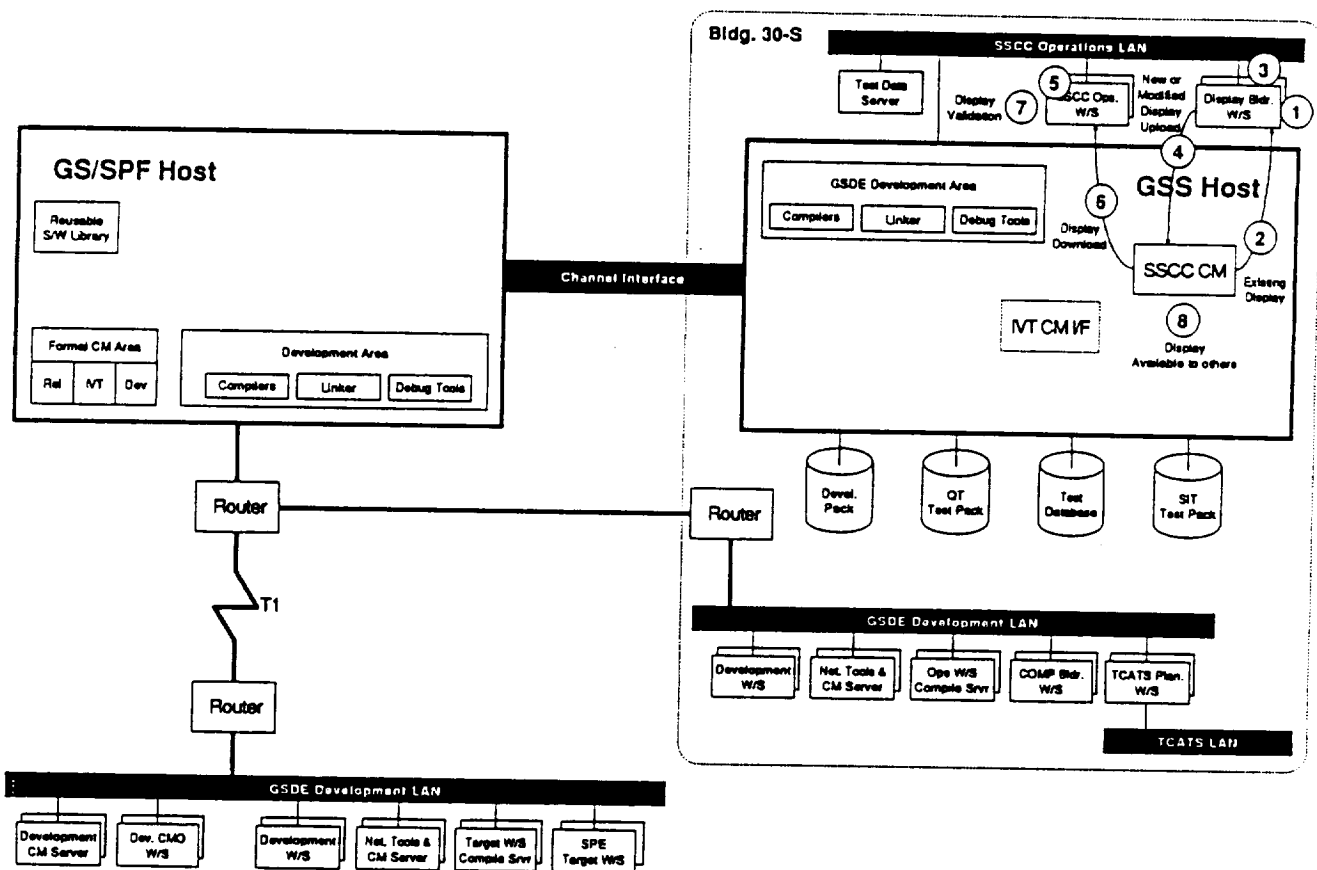 Bldg. 30-S
SSCC Operations LAN
Test Data
Server
Display
Validation
7
5
SSCC Ops.
W/S
New or
Modified
Display
Upload
3
Display Bldr.
W/S
1
4
GS/SPF Host
Reusable
S/W Library
Formal CM Area
Rel
IVT
Dev
Development Area
Compilers
Linker
Debug Tools
Channel Interface
GSS Host
GSDE Development Area
Compilers
Linker
Debug Tools
6
Display
Download
2
SSCC CM
Existing
Display
IVT CM I/F
8
Display
Available to others
Devel.
Pack
QT
Test Pack
Test
Database
SIT
Test Pack
Router
Router
T1
Router
GSDE Development LAN
Development
W/S
Net. Tools &
CM Server
Ops W/S
Compile Srvr
COMP Bldr.
W/S
TCATS Plan.
W/S
TCATS LAN
GSDE Development LAN
Development
CM Server
Dev. CMO
W/S
Development
W/S
Net. Tools &
CM Server
Target W/S
Compile Srvr
SPE
Target W/S